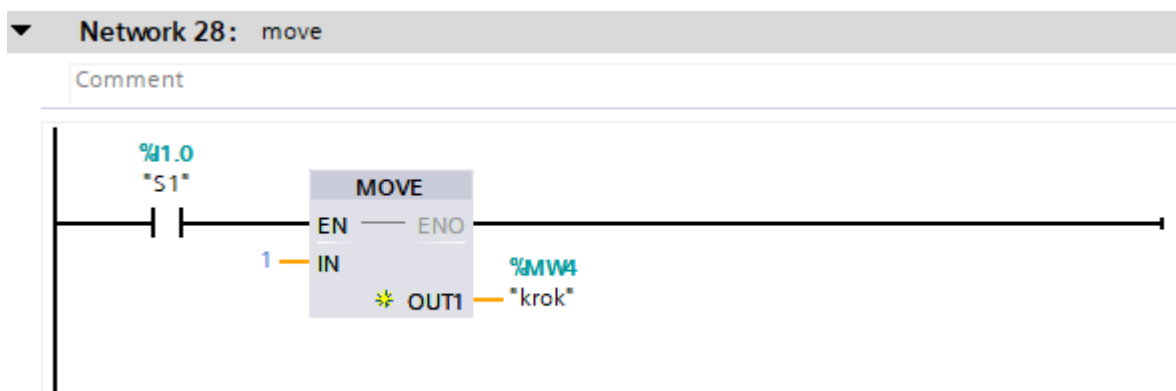 Network 28: move
Comment
%I1.0
"S1"
MOVE
EN ENO
1 IN
%MW4
OUT1 "krok"